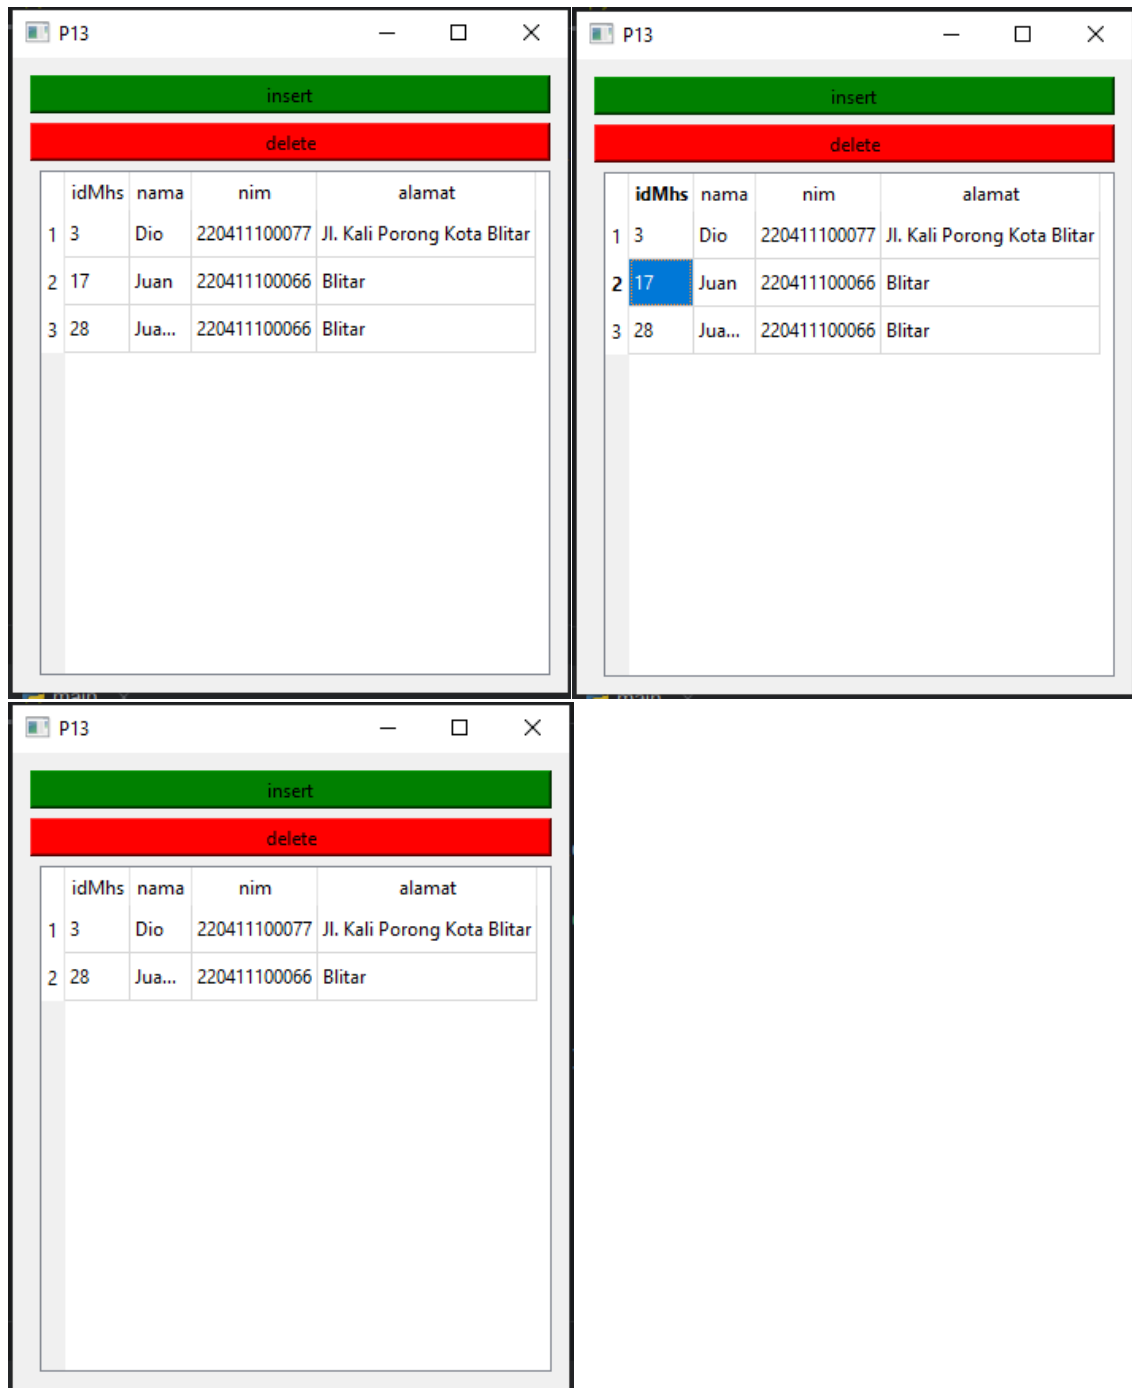 P13
insert
delete
idMhs nama nim alamat
1 3 Dio 220411100077 Jl. Kali Porong Kota Blitar
2 17 Juan 220411100066 Blitar
3 28 Jua... 220411100066 Blitar
main
P13
insert
delete
idMhs nama nim alamat
1 3 Dio 220411100077 Jl. Kali Porong Kota Blitar
2 17 Juan 220411100066 Blitar
3 28 Jua... 220411100066 Blitar
main
P13
insert
delete
idMhs nama nim alamat
1 3 Dio 220411100077 Jl. Kali Porong Kota Blitar
2 28 Jua... 220411100066 Blitar